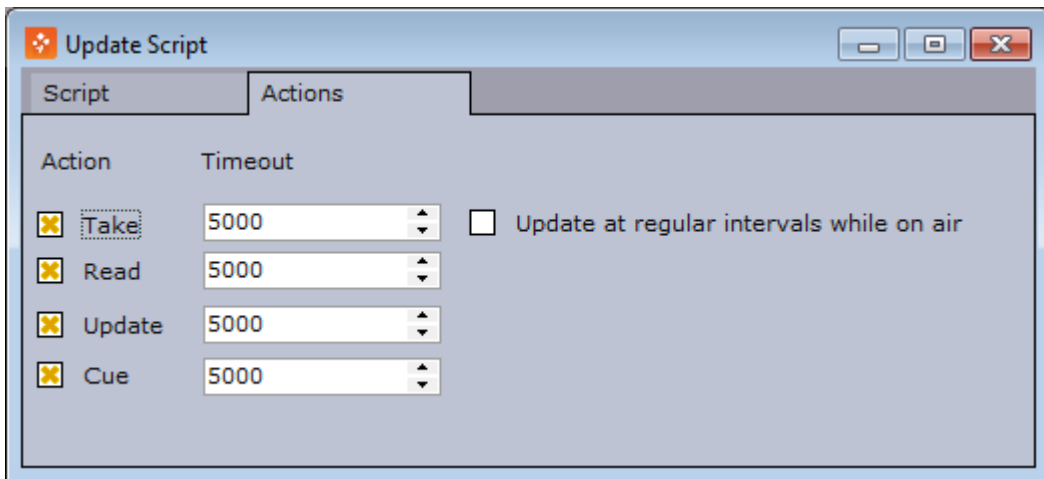 Update Script
Script Actions
Action Timeout
Take 5000 Update at regular intervals while on air
Read 5000
Update 5000
Cue 5000